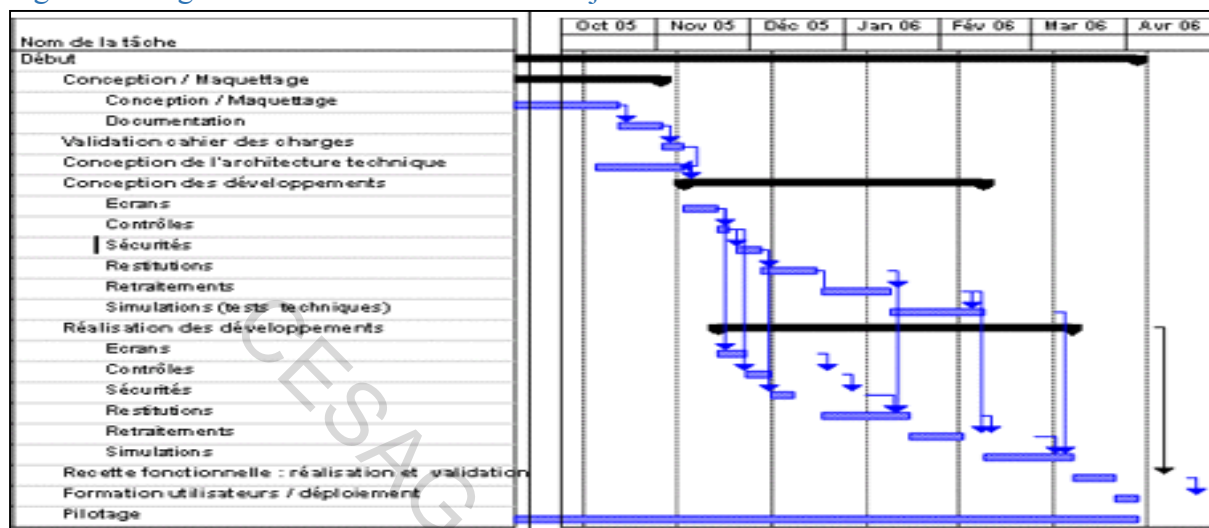 Oct 05 Nov 05 Déc 05 Jan 06 Fév 06 Mar 06 Avr 06
Nom de la tâche
Début
Conception / Maquettage
Conception / Maquettage
Documentation
Validation cahier des charges
Conception de l'architecture technique
Conception des développements
Ecrans
Contrôles
Sécurités
Restitutions
Retraitements
Simulations (tests techniques)
Réalisation des développements
Ecrans
Contrôles
Sécurités
Restitutions
Retraitements
Simulations
Recette fonctionnelle : réalisation et validation
Formation utilisateurs / déploiement
Pilotage
CESAG